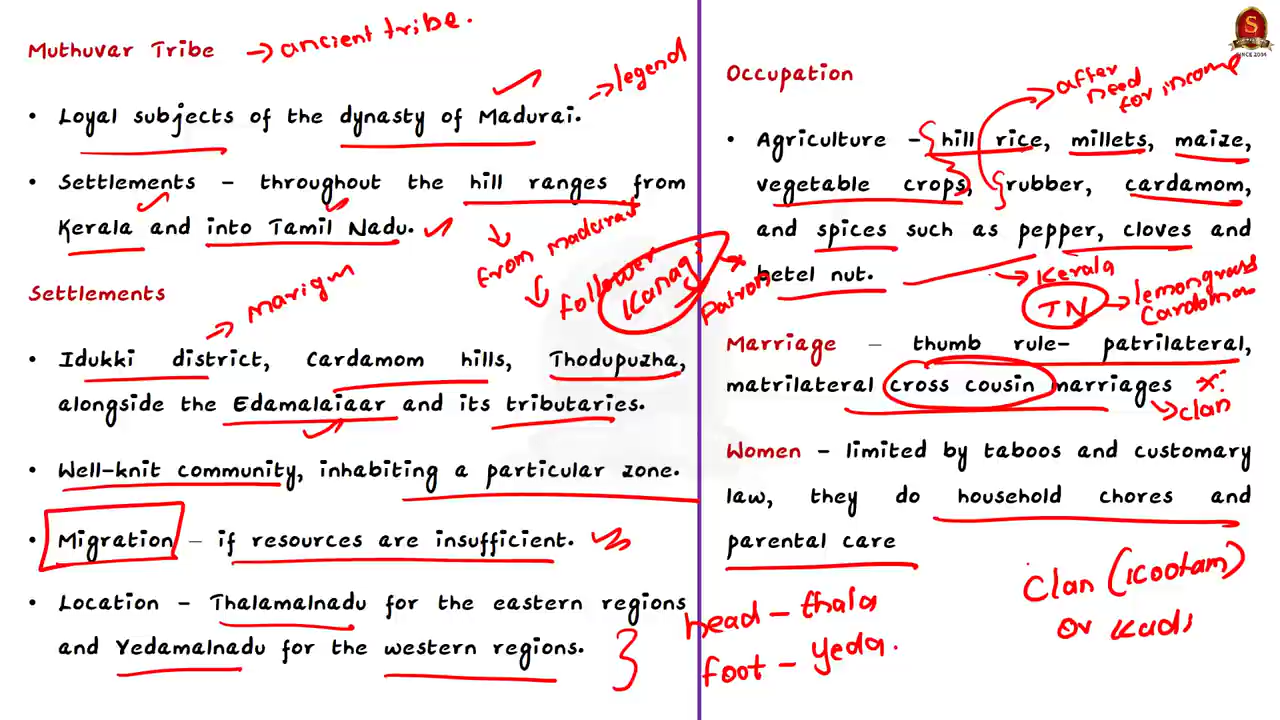 Muthuvar Tribe → ancient tribe.
• Loyal subjects of the dynasty of Madurai. → legend
• Settlements – throughout the hill ranges from
Kerala and into Tamil Nadu.
from madurai
follower
Kanagi
Patron
Settlements
marigin
• Idukki district, Cardamom hills, Thodupuzha,
alongside the Edamalaiaar and its tributaries.
• Well-knit community, inhabiting a particular zone.
• Migration – if resources are insufficient.
• Location – Thalamalnadu for the eastern regions
and Yedamalnadu for the western regions.
head – thala
foot – yeda.
S
SINCE 2004
Occupation
→ after
need
for income
• Agriculture – hill rice, millets, maize,
vegetable crops, rubber, cardamom,
and spices such as pepper, cloves and
betel nut.
→ Kerala
TN → lemongrass
Marriage – thumb rule- patrilateral,
matrilateral cross cousin marriages
→ clan
Women – limited by taboos and customary
law, they do household chores and
parental care
Clan (Kootam)
or Kudi